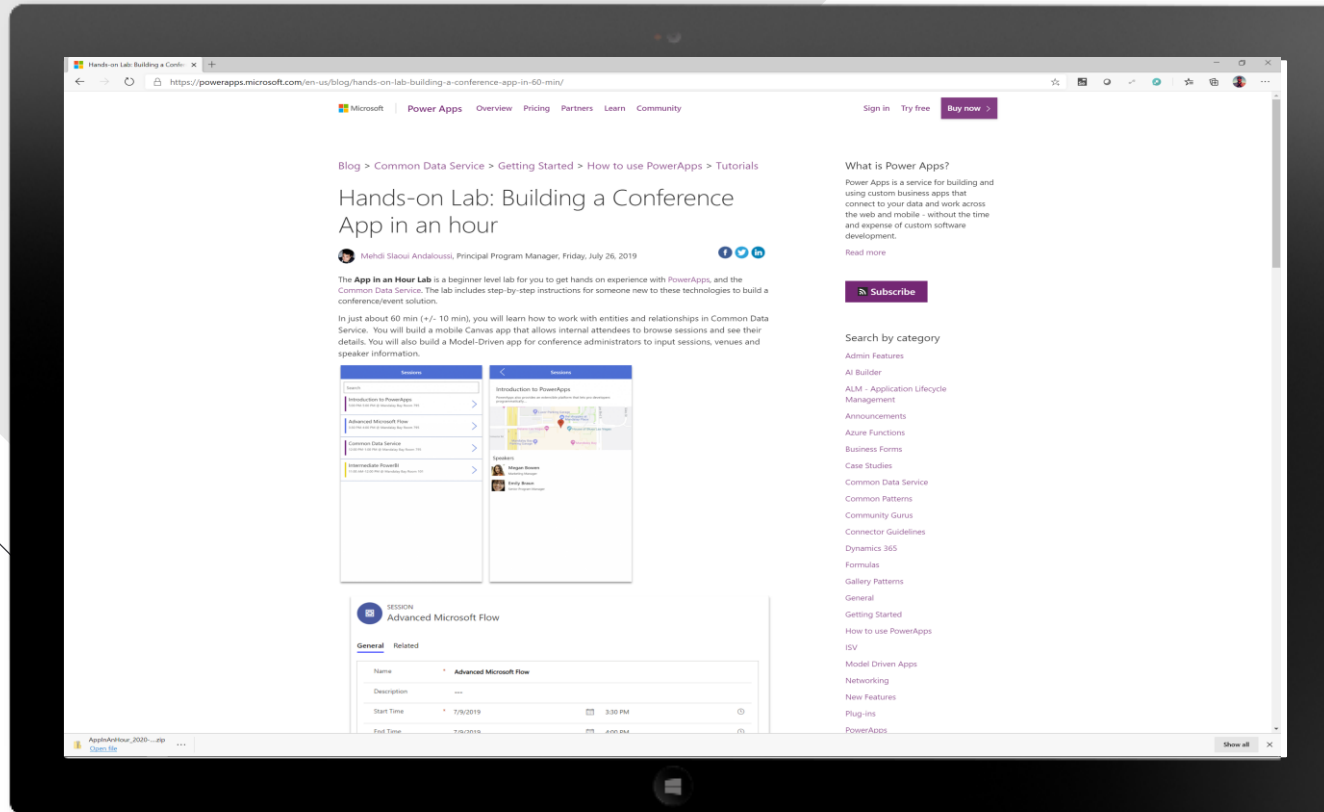 Hands-on Lab: Building a Confer
https://powerapps.microsoft.com/en-us/blog/hands-on-lab-building-a-conference-app-in-60-min/
Microsoft Power Apps Overview Pricing Partners Learn Community Sign in Try free Buy now >
Blog > Common Data Service > Getting Started > How to use PowerApps > Tutorials
Hands-on Lab: Building a Conference
App in an hour
Mehdi Slaoui Andaloussi, Principal Program Manager, Friday, July 26, 2019
The App in an Hour Lab is a beginner level lab for you to get hands on experience with PowerApps, and the
Common Data Service. The lab includes step-by-step instructions for someone new to these technologies to build a
conference/event solution.
In just about 60 min (+/- 10 min), you will learn how to work with entities and relationships in Common Data
Service. You will build a mobile Canvas app that allows internal attendees to browse sessions and see their
details. You will also build a Model-Driven app for conference administrators to input sessions, venues and
speaker information.
Sessions
Search
Introduction to PowerApps
Advanced Microsoft Flow
Common Data Service
Intermediate PowerBI
Sessions
Introduction to PowerApps
Speakers
Megan Bowen
Emily Braun
SESSION
Advanced Microsoft Flow
General Related
Name * Advanced Microsoft Flow
Description ---
Start Time * 7/9/2019 3:30 PM
End Time 7/9/2019 4:00 PM
What is Power Apps?
Power Apps is a service for building and
using custom business apps that
connect to your data and work across
the web and mobile - without the time
and expense of custom software
development.
Read more
Subscribe
Search by category
Admin Features
AI Builder
ALM - Application Lifecycle
Management
Announcements
Azure Functions
Business Forms
Case Studies
Common Data Service
Common Patterns
Community Gurus
Connector Guidelines
Dynamics 365
Formulas
Gallery Patterns
General
Getting Started
How to use PowerApps
ISV
Model Driven Apps
Networking
New Features
Plug-ins
PowerApps
AppInAnHour_2020-....zip
Open file
Show all